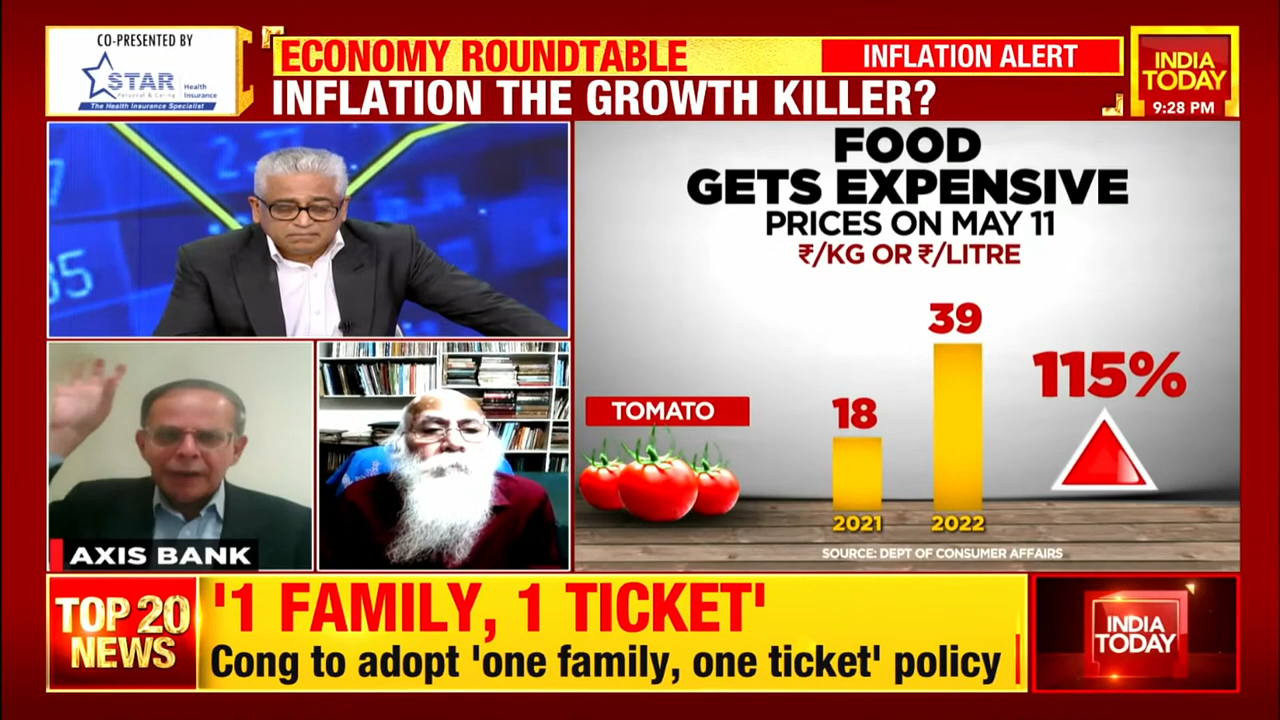 CO-PRESENTED BY
STAR
Health
Insurance
Personal & Caring
The Health Insurance Specialist
ECONOMY ROUNDTABLE
INFLATION ALERT
INFLATION THE GROWTH KILLER?
INDIA
TODAY
9:28 PM
FOOD
GETS EXPENSIVE
PRICES ON MAY 11
₹/KG OR ₹/LITRE
39
115%
TOMATO
18
2021
2022
SOURCE: DEPT OF CONSUMER AFFAIRS
AXIS BANK
TOP 20
NEWS
'1 FAMILY, 1 TICKET'
Cong to adopt 'one family, one ticket' policy
INDIA
TODAY